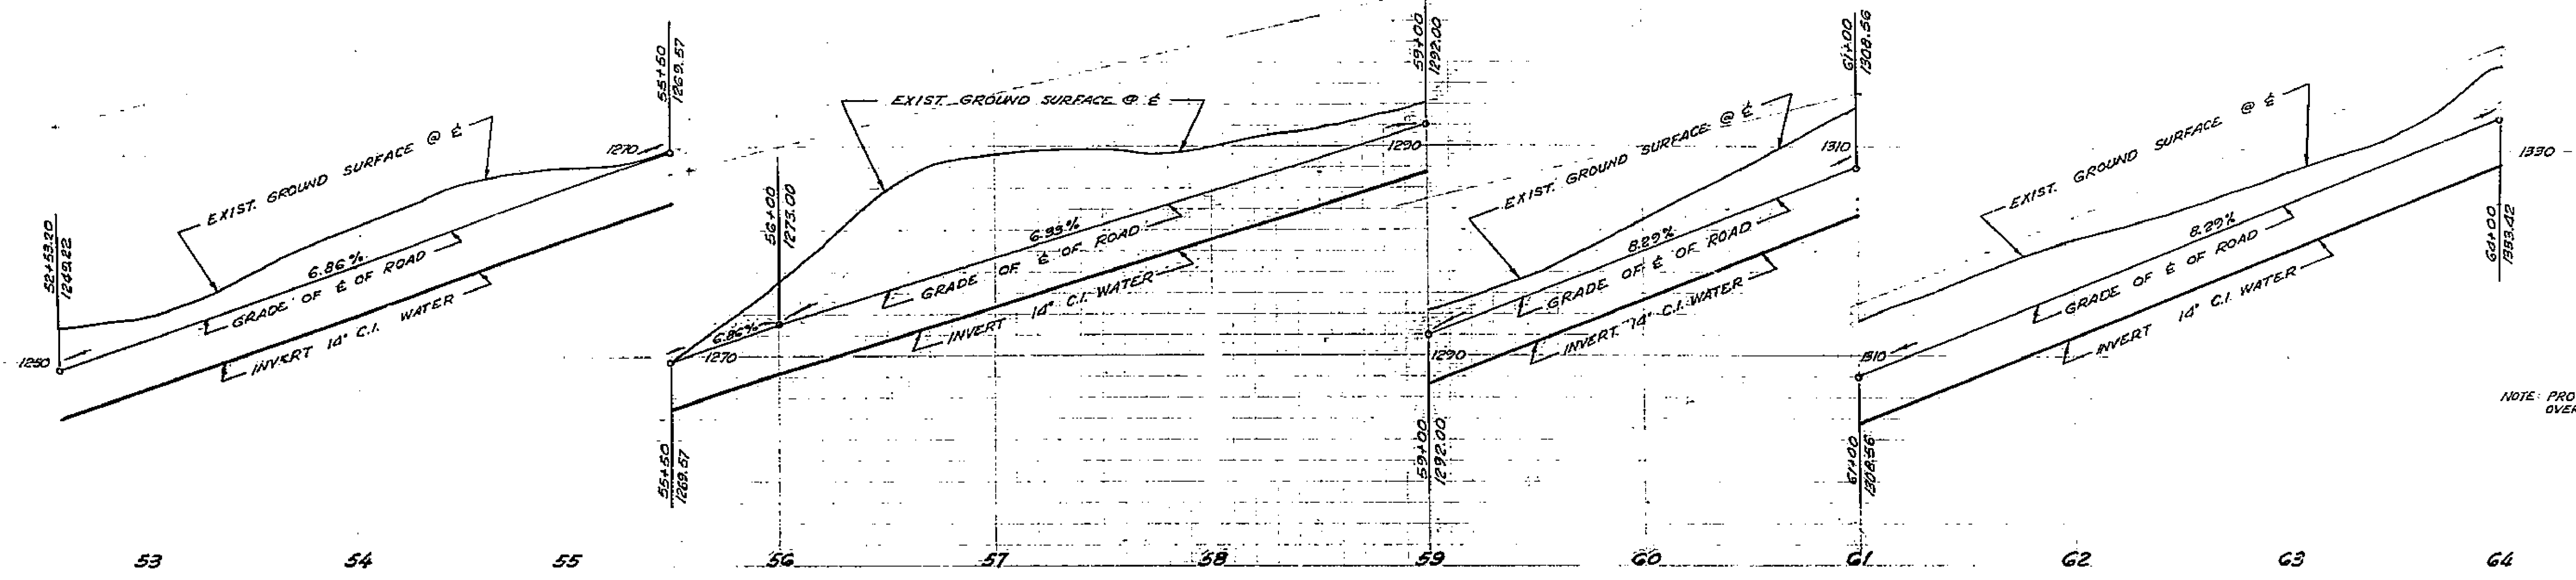 52+53.20
1249.22
1250
EXIST. GROUND SURFACE @ ℄
6.86%
GRADE OF ℄ OF ROAD
INVERT 14" C.I. WATER
1270
55+50
1269.57
55+50
1269.57
6.86%
1270
56+00
1273.00
EXIST. GROUND SURFACE @ ℄
GRADE OF ℄ OF ROAD
INVERT 14" C.I. WATER
1290
59+00
1292.00
59+00
1292.00
1290
EXIST. GROUND SURFACE @ ℄
8.29%
GRADE OF ℄ OF ROAD
INVERT 14" C.I. WATER
1310
61+00
1308.56
61+00
1308.56
1310
EXIST. GROUND SURFACE @ ℄
8.29%
GRADE OF ℄ OF ROAD
INVERT 14" C.I. WATER
1330
64+00
1333.42
NOTE: PRO
OVER
53 54 55 56 57 58 59 60 61 62 63 64